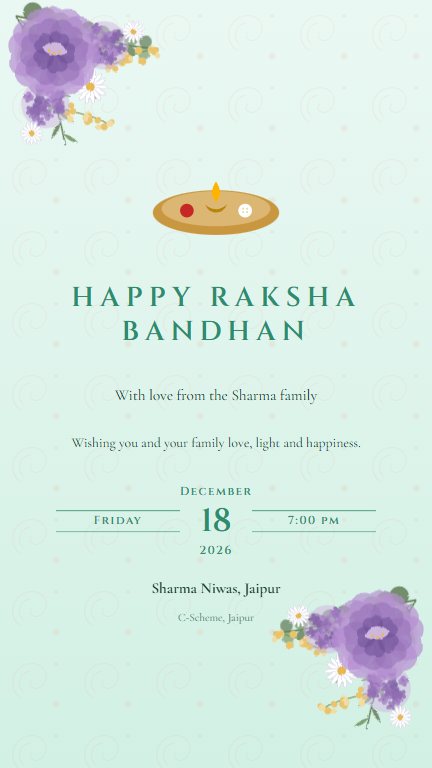 HAPPY RAKSHA
BANDHAN
With love from the Sharma family
Wishing you and your family love, light and happiness.
December
Friday 18 7:00 PM
2026
Sharma Niwas, Jaipur
C-Scheme, Jaipur